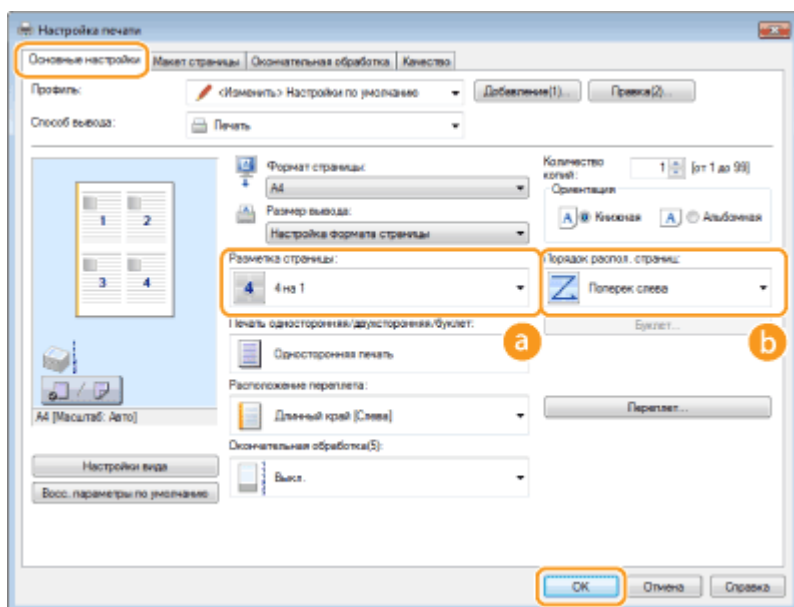 Настройка печати
Основные настройки Макет страницы Окончательная обработка Качество
Профиль:
<Изменить> Настройки по умолчанию
Добавление(1)...
Правка(2)...
Способ вывода:
Печать
1 2
3 4
A4 [Масштаб: Авто]
Настройки вида
Восс. параметры по умолчанию
Формат страницы:
A4
Размер вывода:
Настройка формата страницы
Количество
копий:
1 [от 1 до 99]
Ориентация
A Книжная A Альбомная
Разметка страницы:
4 4 на 1
a
Порядок распол. страниц:
Поперек слева
b
Печать односторонняя/двухсторонняя/буклет:
Односторонняя печать
Буклет...
Расположение переплета:
Длинный край [Слева]
Переплет...
Окончательная обработка(5):
Выкл.
OK Отмена Справка